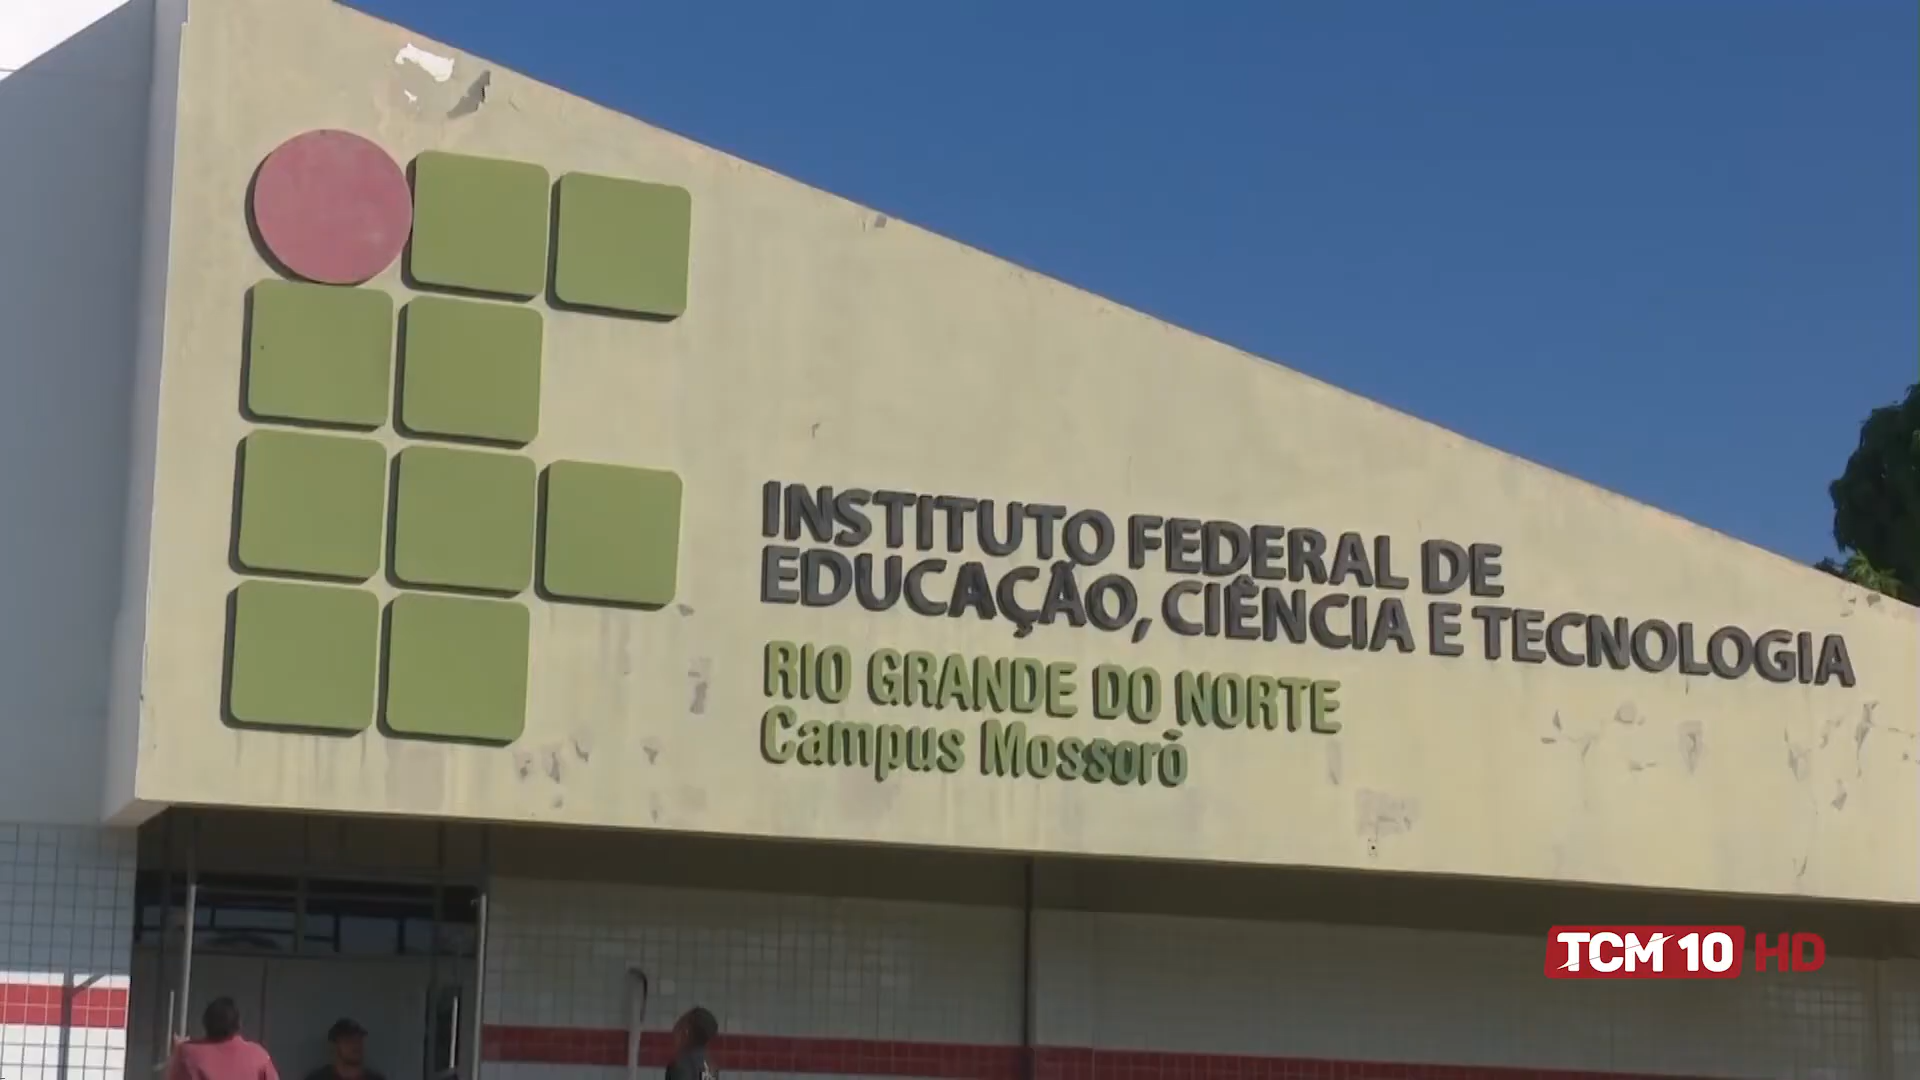 INSTITUTO FEDERAL DE
EDUCAÇÃO, CIÊNCIA E TECNOLOGIA
RIO GRANDE DO NORTE
Campus Mossoró
TCM 10 HD